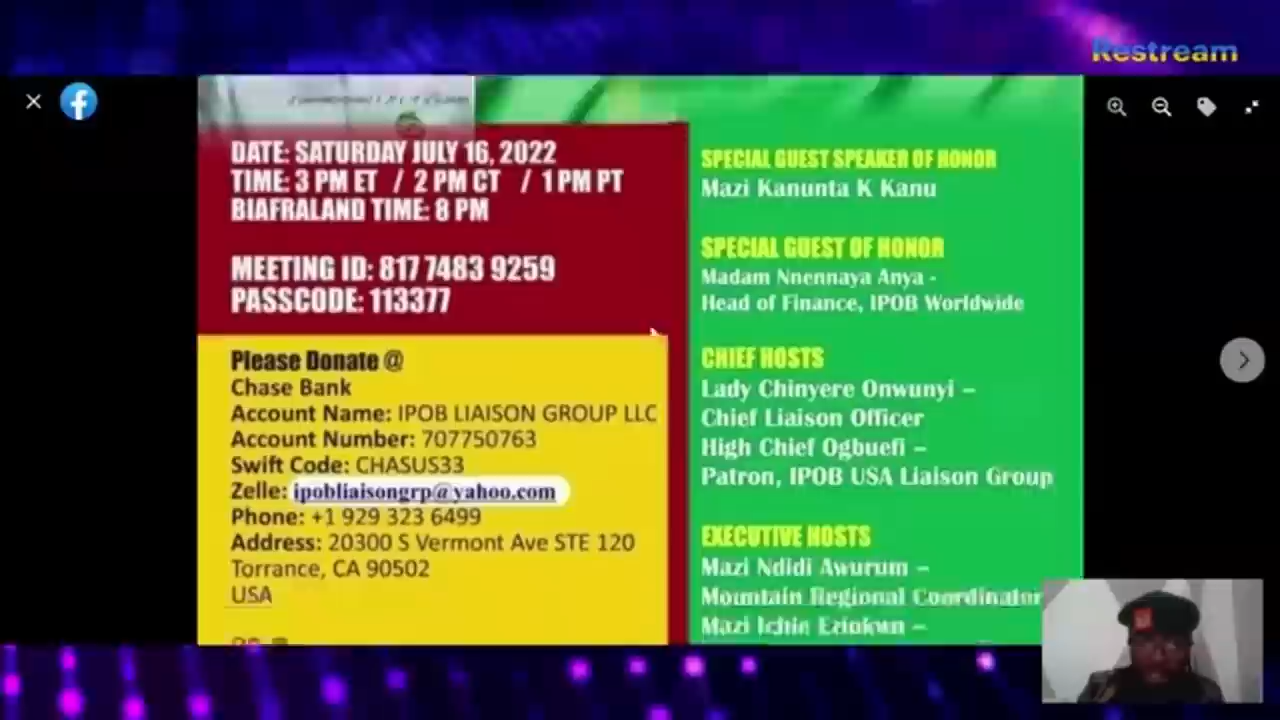 Restream
DATE: SATURDAY JULY 16, 2022
TIME: 3 PM ET / 2 PM CT / 1 PM PT
BIAFRALAND TIME: 8 PM
MEETING ID: 817 7483 9259
PASSCODE: 113377
Please Donate @
Chase Bank
Account Name: IPOB LIAISON GROUP LLC
Account Number: 707750763
Swift Code: CHASUS33
Zelle: ipobliaisongrp@yahoo.com
Phone: +1 929 323 6499
Address: 20300 S Vermont Ave STE 120
Torrance, CA 90502
USA
SPECIAL GUEST SPEAKER OF HONOR
Mazi Kanunta K Kanu
SPECIAL GUEST OF HONOR
Madam Nnennaya Anya -
Head of Finance, IPOB Worldwide
CHIEF HOSTS
Lady Chinyere Onwunyi –
Chief Liaison Officer
High Chief Ogbuefi –
Patron, IPOB USA Liaison Group
EXECUTIVE HOSTS
Mazi Ndidi Awurum –
Mountain Regional Coordinator
Mazi Ichie Eziokwu –